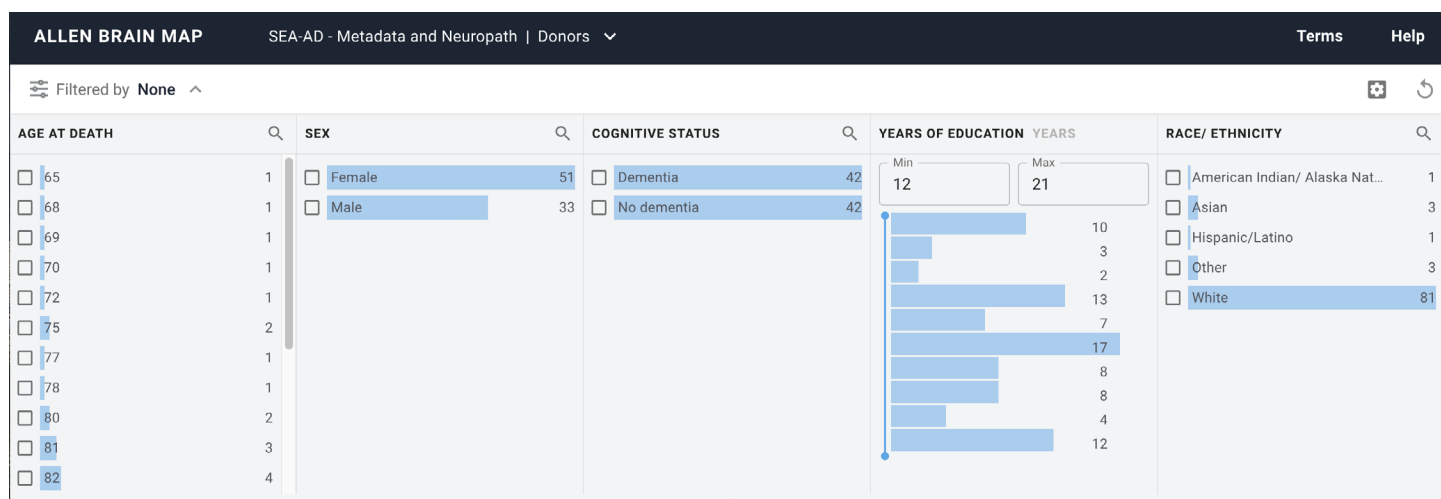 ALLEN BRAIN MAP SEA-AD - Metadata and Neuropath | Donors Terms Help
Filtered by None
AGE AT DEATH
65 1
68 1
69 1
70 1
72 1
75 2
77 1
78 1
80 2
81 3
82 4
SEX
Female 51
Male 33
COGNITIVE STATUS
Dementia 42
No dementia 42
YEARS OF EDUCATION YEARS
Min Max
12 21
10
3
2
13
7
17
8
8
4
12
RACE/ ETHNICITY
American Indian/ Alaska Nat... 1
Asian 3
Hispanic/Latino 1
Other 3
White 81